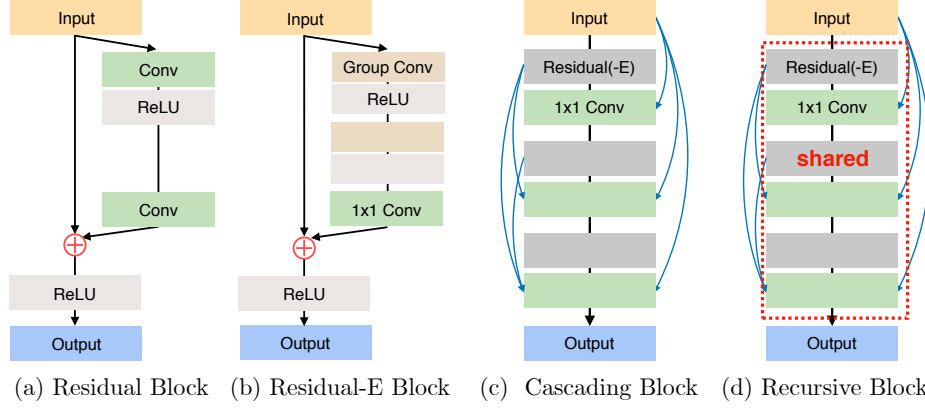 Input
Conv
ReLU
Conv
ReLU
Output
(a) Residual Block
Input
Group Conv
ReLU
1x1 Conv
ReLU
Output
(b) Residual-E Block
Input
Residual(-E)
1x1 Conv
Output
(c) Cascading Block
Input
Residual(-E)
1x1 Conv
shared
Output
(d) Recursive Block